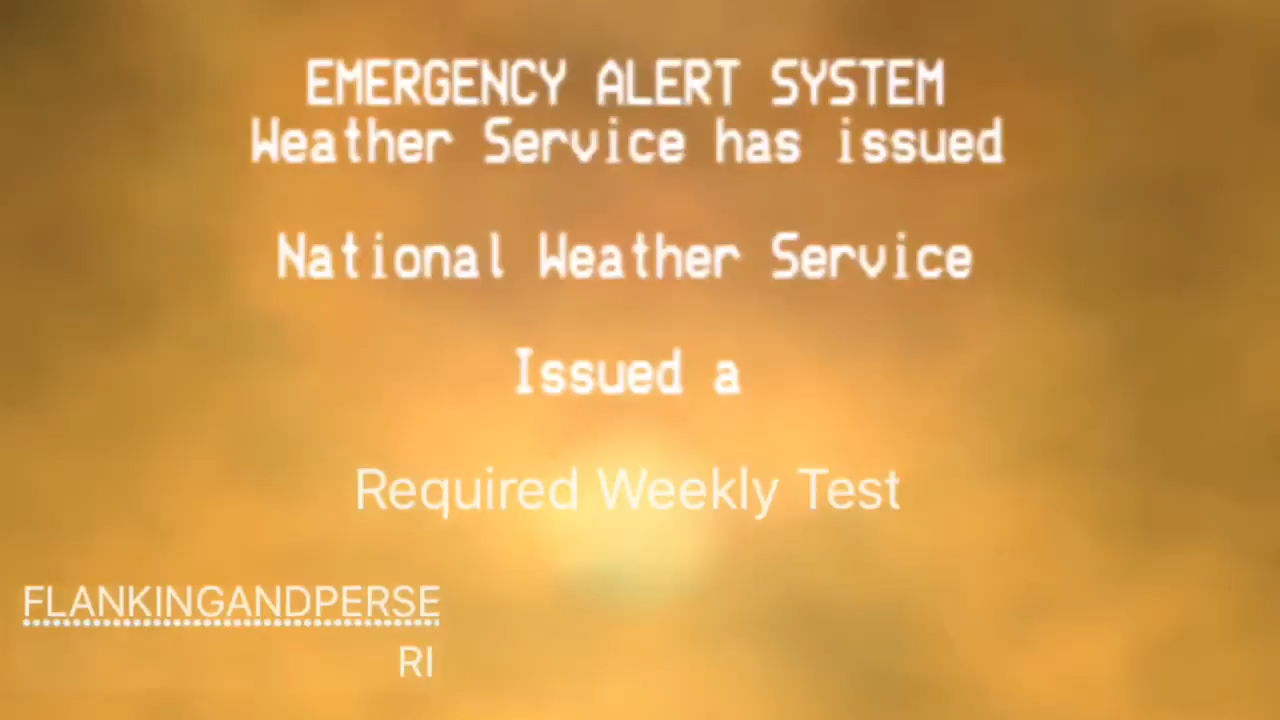 EMERGENCY ALERT SYSTEM
Weather Service has issued
National Weather Service
Issued a
Required Weekly Test
FLANKINGANDPERSE
RI